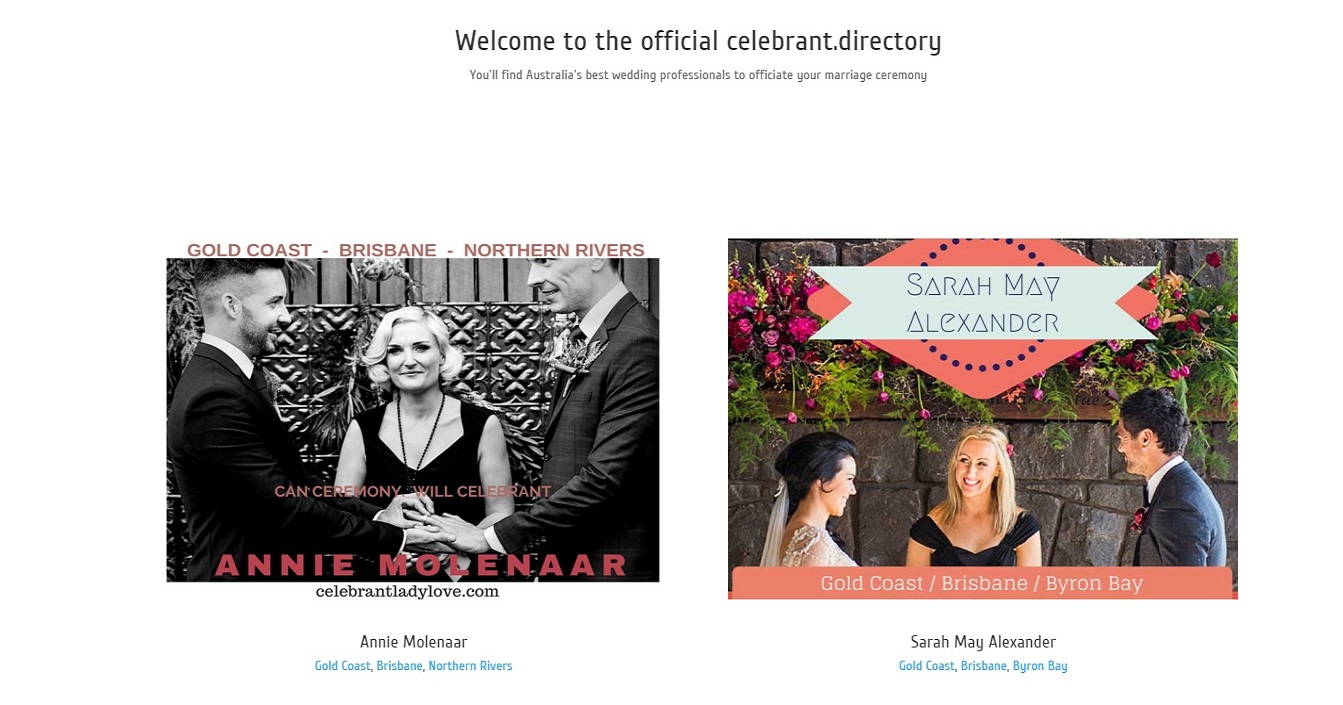 Welcome to the official celebrant.directory
You'll find Australia's best wedding professionals to officiate your marriage ceremony
GOLD COAST - BRISBANE - NORTHERN RIVERS
CAN CEREMONY. WILL CELEBRANT
ANNIE MOLENAAR
celebrantladylove.com
Annie Molenaar
Gold Coast, Brisbane, Northern Rivers
SARAH MAY
ALEXANDER
Gold Coast / Brisbane / Byron Bay
Sarah May Alexander
Gold Coast, Brisbane, Byron Bay